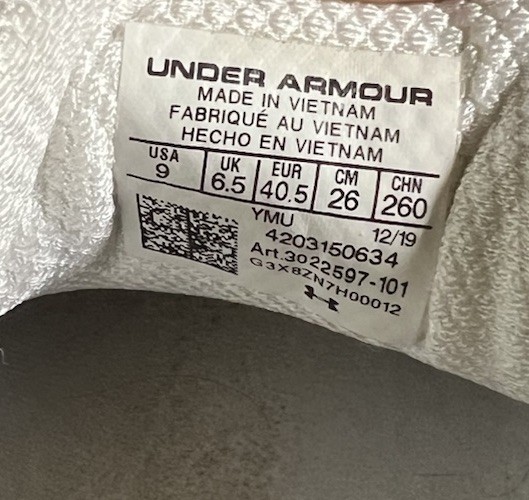 UNDER ARMOUR
MADE IN VIETNAM
FABRIQUÉ AU VIETNAM
HECHO EN VIETNAM
USA UK EUR CM CHN
9 6.5 40.5 26 260
YMU 12/19
4203150634
Art.3022597-101
G3X8ZN7H00012